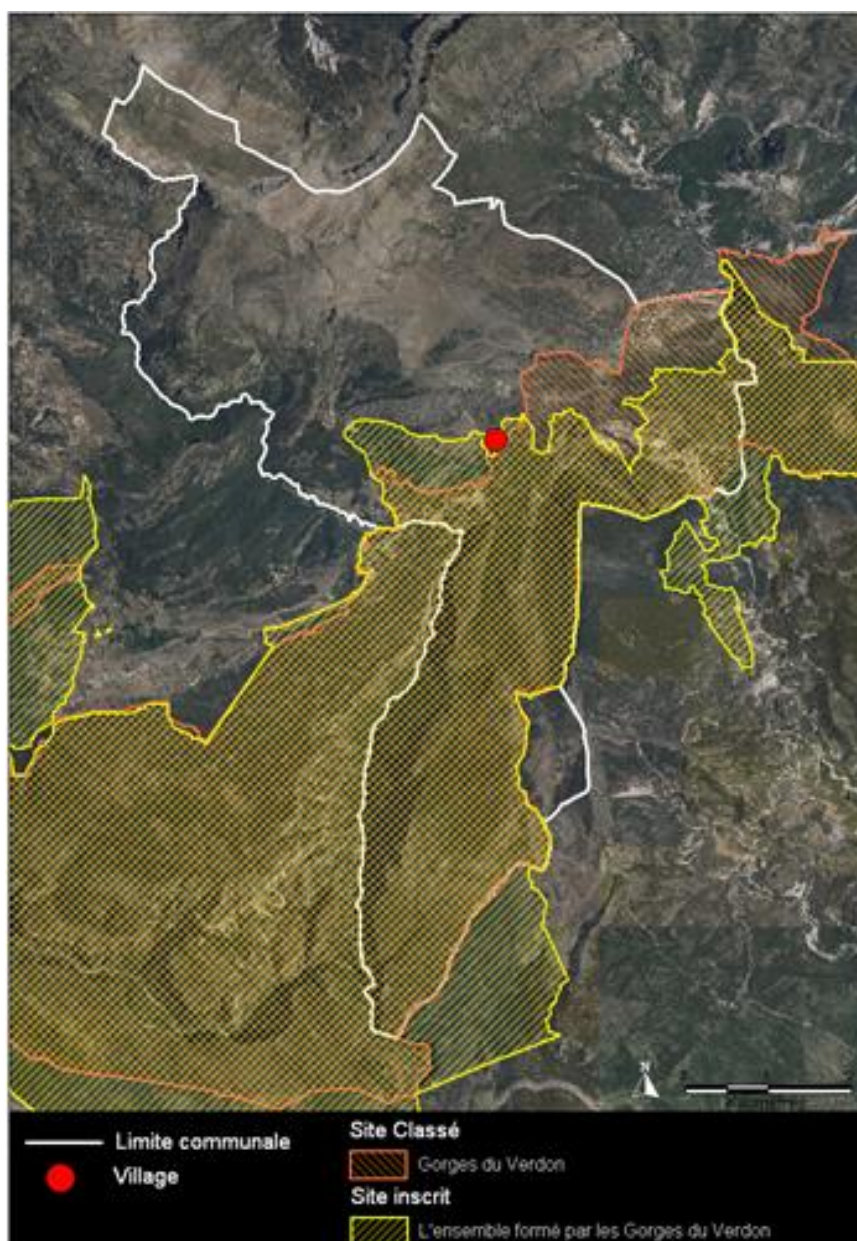 N
Limite communale
Village
Site Classé
Gorges du Verdon
Site inscrit
L'ensemble formé par les Gorges du Verdon